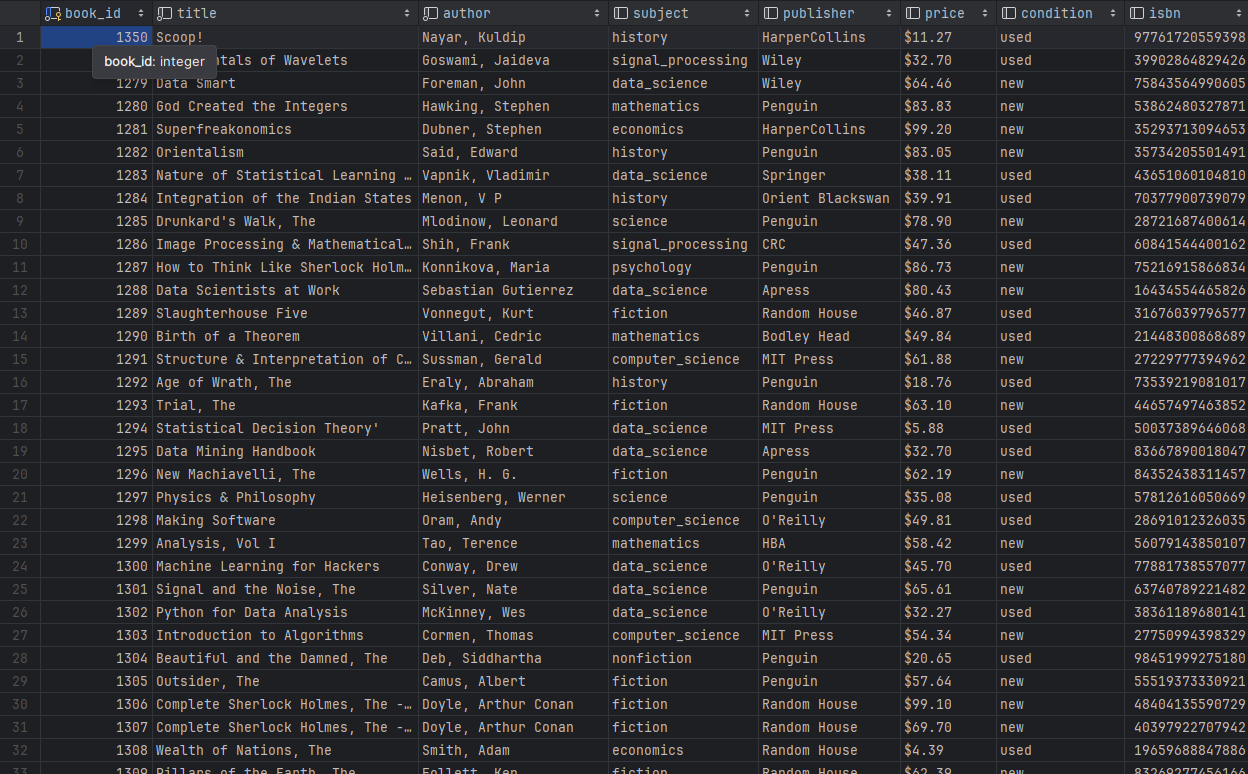 book_id title author subject publisher price condition isbn
1 1350 Scoop! Nayar, Kuldip history HarperCollins $11.27 used 97761720559398
book_id: integer
2 ntals of Wavelets Goswami, Jaideva signal_processing Wiley $32.70 used 39902864829426
3 1279 Data Smart Foreman, John data_science Wiley $64.46 new 75843564990605
4 1280 God Created the Integers Hawking, Stephen mathematics Penguin $83.83 new 53862480327871
5 1281 Superfreakonomics Dubner, Stephen economics HarperCollins $99.20 new 35293713094653
6 1282 Orientalism Said, Edward history Penguin $83.05 new 35734205501491
7 1283 Nature of Statistical Learning … Vapnik, Vladimir data_science Springer $38.11 used 43651060104810
8 1284 Integration of the Indian States Menon, V P history Orient Blackswan $39.91 used 70377900739079
9 1285 Drunkard's Walk, The Mlodinow, Leonard science Penguin $78.90 new 28721687400614
10 1286 Image Processing & Mathematical… Shih, Frank signal_processing CRC $47.36 used 60841544400162
11 1287 How to Think Like Sherlock Holm… Konnikova, Maria psychology Penguin $86.73 new 75216915866834
12 1288 Data Scientists at Work Sebastian Gutierrez data_science Apress $80.43 new 16434554465826
13 1289 Slaughterhouse Five Vonnegut, Kurt fiction Random House $46.87 used 31676039796577
14 1290 Birth of a Theorem Villani, Cedric mathematics Bodley Head $49.84 used 21448300868689
15 1291 Structure & Interpretation of C… Sussman, Gerald computer_science MIT Press $61.88 new 27229777394962
16 1292 Age of Wrath, The Eraly, Abraham history Penguin $18.76 used 73539219081017
17 1293 Trial, The Kafka, Frank fiction Random House $63.10 new 44657497463852
18 1294 Statistical Decision Theory' Pratt, John data_science MIT Press $5.88 used 50037389646068
19 1295 Data Mining Handbook Nisbet, Robert data_science Apress $32.70 used 83667890018047
20 1296 New Machiavelli, The Wells, H. G. fiction Penguin $62.19 new 84352438311457
21 1297 Physics & Philosophy Heisenberg, Werner science Penguin $35.08 used 57812616050669
22 1298 Making Software Oram, Andy computer_science O'Reilly $49.81 used 28691012326035
23 1299 Analysis, Vol I Tao, Terence mathematics HBA $58.42 new 56079143850107
24 1300 Machine Learning for Hackers Conway, Drew data_science O'Reilly $45.70 used 77881738557077
25 1301 Signal and the Noise, The Silver, Nate data_science Penguin $65.61 new 63740789221482
26 1302 Python for Data Analysis McKinney, Wes data_science O'Reilly $32.27 used 38361189680141
27 1303 Introduction to Algorithms Cormen, Thomas computer_science MIT Press $54.34 new 27750994398329
28 1304 Beautiful and the Damned, The Deb, Siddhartha nonfiction Penguin $20.65 used 98451999275180
29 1305 Outsider, The Camus, Albert fiction Penguin $57.64 new 55519373330921
30 1306 Complete Sherlock Holmes, The -… Doyle, Arthur Conan fiction Random House $99.10 new 48404135590729
31 1307 Complete Sherlock Holmes, The -… Doyle, Arthur Conan fiction Random House $69.70 new 40397922707942
32 1308 Wealth of Nations, The Smith, Adam economics Random House $4.39 used 19659688847886
33 1309 Pillars of the Earth, The Follett, Ken fiction Random House $62.39 new